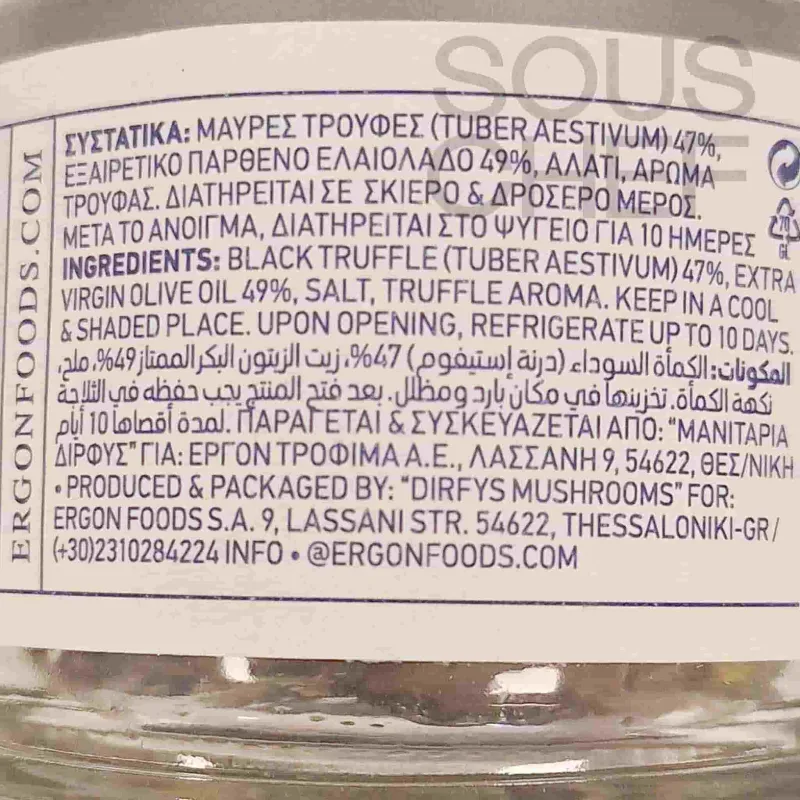 SOUS
CHEF
ΣΥΣΤΑΤΙΚΑ: ΜΑΥΡΕΣ ΤΡΟΥΦΕΣ (TUBER AESTIVUM) 47%,
ΕΞΑΙΡΕΤΙΚΟ ΠΑΡΘΕΝΟ ΕΛΑΙΟΛΑΔΟ 49%, ΑΛΑΤΙ, ΑΡΩΜΑ
ΤΡΟΥΦΑΣ. ΔΙΑΤΗΡΕΙΤΑΙ ΣΕ ΣΚΙΕΡΟ & ΔΡΟΣΕΡΟ ΜΕΡΟΣ.
ΜΕΤΑ ΤΟ ΑΝΟΙΓΜΑ, ΔΙΑΤΗΡΕΙΤΑΙ ΣΤΟ ΨΥΓΕΙΟ ΓΙΑ 10 ΗΜΕΡΕΣ
INGREDIENTS: BLACK TRUFFLE (TUBER AESTIVUM) 47%, EXTRA
VIRGIN OLIVE OIL 49%, SALT, TRUFFLE AROMA. KEEP IN A COOL
& SHADED PLACE. UPON OPENING, REFRIGERATE UP TO 10 DAYS.
المكونات: الكمأة السوداء (درنة إستيفوم) 47%، زيت الزيتون البكر الممتاز 49%، ملح،
نكهة الكمأة. تخزينها في مكان بارد ومظلل. بعد فتح المنتج يجب حفظه في الثلاجة
لمدة أقصاها 10 أيام. ΠΑΡΑΓΕΤΑΙ & ΣΥΣΚΕΥΑΖΕΤΑΙ ΑΠΟ: "ΜΑΝΙΤΑΡΙΑ
ΔΙΡΦΥΣ" ΓΙΑ: ΕΡΓΟΝ ΤΡΟΦΙΜΑ Α.Ε., ΛΑΣΣΑΝΗ 9, 54622, ΘΕΣ/ΝΙΚΗ
• PRODUCED & PACKAGED BY: "DIRFYS MUSHROOMS" FOR:
ERGON FOODS S.A. 9, LASSANI STR. 54622, THESSALONIKI-GR/
(+30)2310284224 INFO • @ERGONFOODS.COM
ERGONFOODS.COM